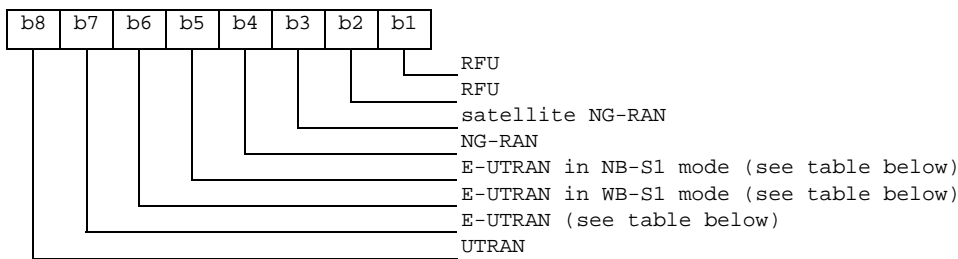 b8 b7 b6 b5 b4 b3 b2 b1
RFU
RFU
satellite NG-RAN
NG-RAN
E-UTRAN in NB-S1 mode (see table below)
E-UTRAN in WB-S1 mode (see table below)
E-UTRAN (see table below)
UTRAN